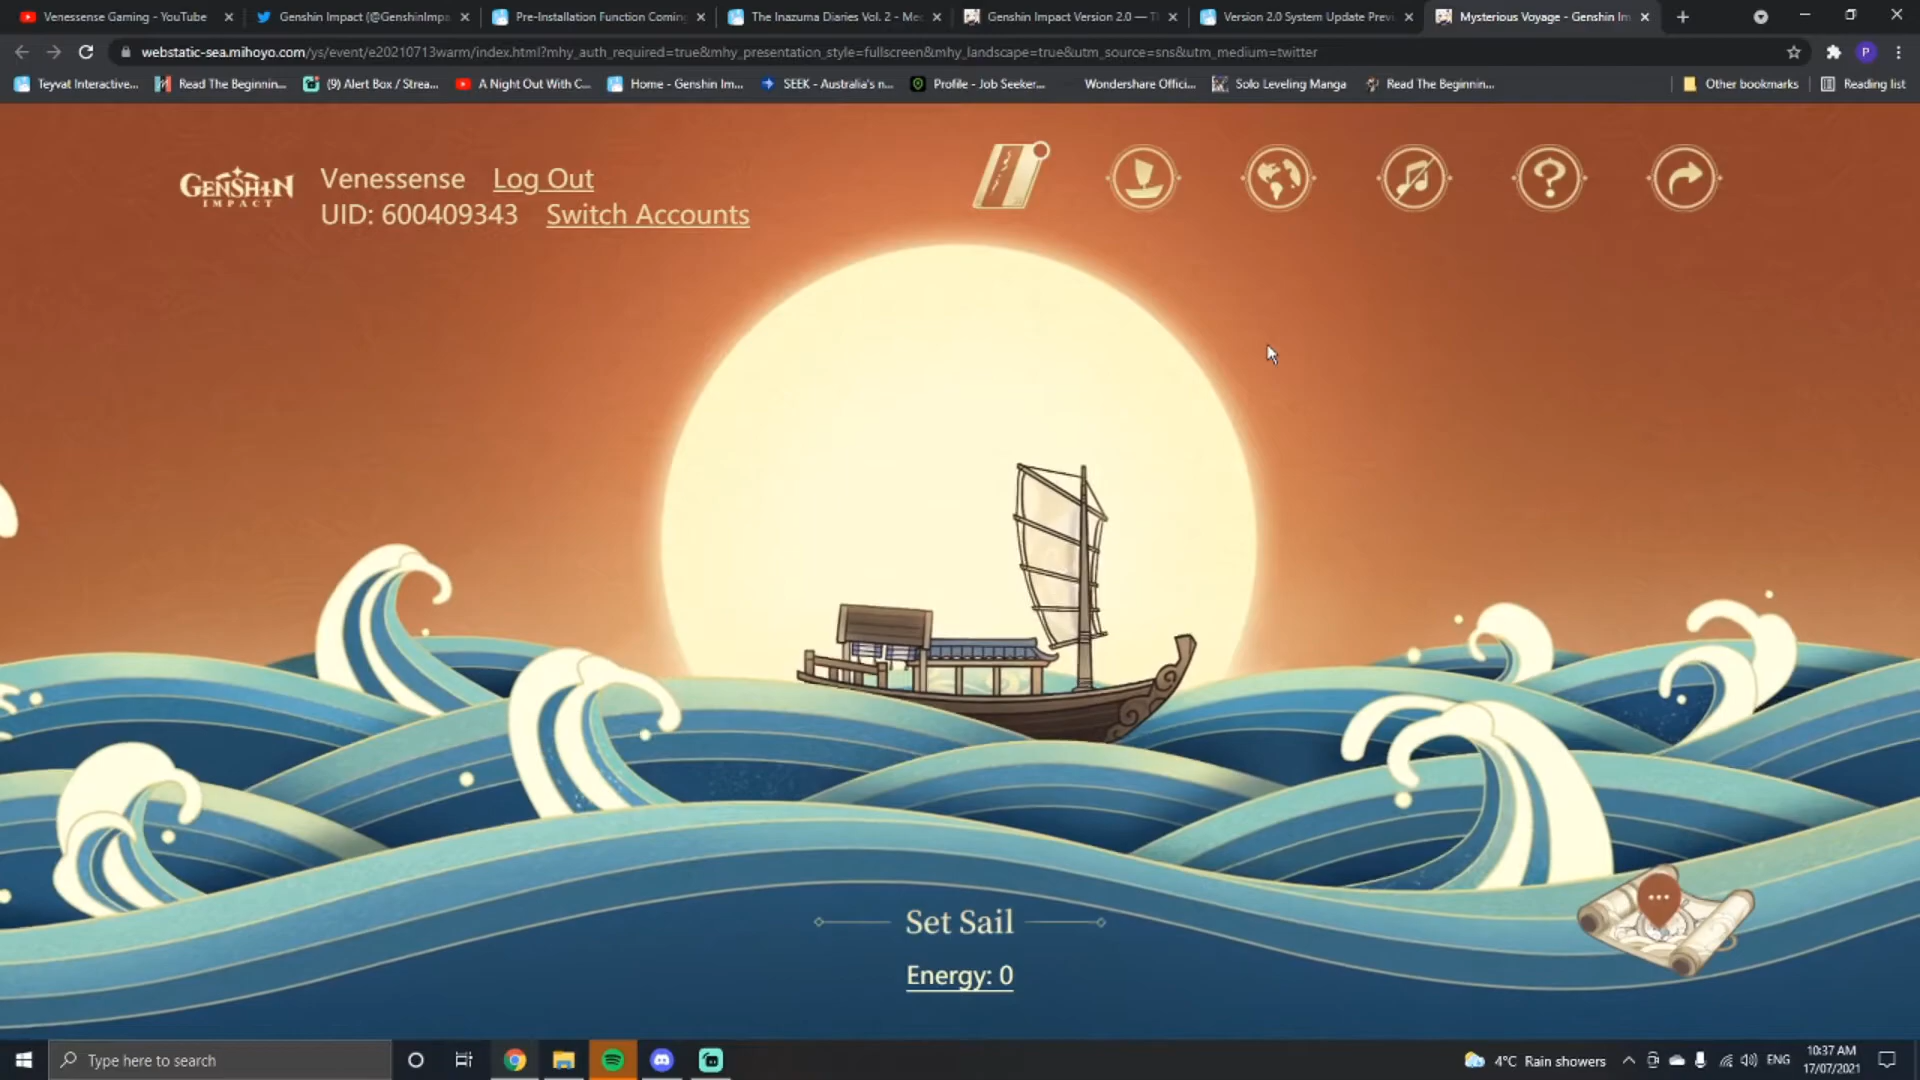 Venessense Gaming - YouTube
Genshin Impact (@GenshinImpa
Pre-Installation Function Coming
The Inazuma Diaries Vol. 2 - Me
Genshin Impact Version 2.0 — T
Version 2.0 System Update Previ
Mysterious Voyage - Genshin Im
webstatic-sea.mihoyo.com/ys/event/e20210713warm/index.html?mhy_auth_required=true&mhy_presentation_style=fullscreen&mhy_landscape=true&utm_source=sns&utm_medium=twitter
P
Teyvat Interactive...
Read The Beginnin...
(9) Alert Box / Strea...
A Night Out With C...
Home - Genshin Im...
SEEK - Australia's n...
Profile - Job Seeker...
Wondershare Offici...
Solo Leveling Manga
Read The Beginnin...
Other bookmarks
Reading list
GENSHIN
IMPACT
Venessense Log Out
UID: 600409343 Switch Accounts
Set Sail
Energy: 0
Type here to search
4°C Rain showers
ENG
10:37 AM
17/07/2021